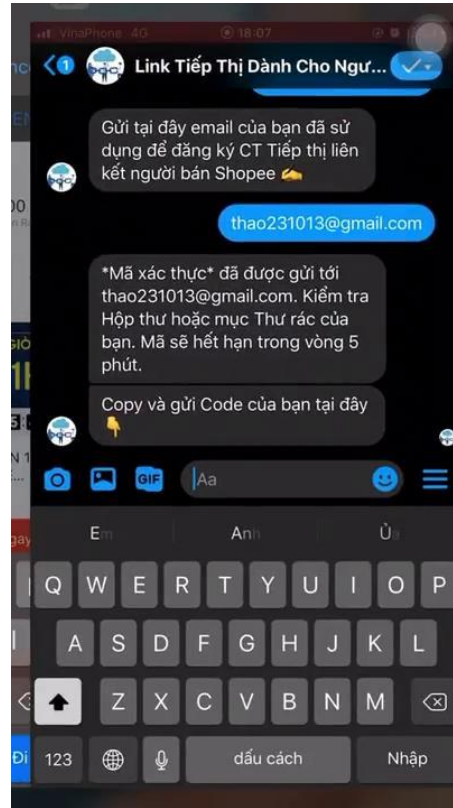 VinaPhone 4G 18:07
1 Link Tiếp Thị Dành Cho Ngư...
Gửi tại đây email của bạn đã sử
dụng để đăng ký CT Tiếp thị liên
kết người bán Shopee ✍️
thao231013@gmail.com
*Mã xác thực* đã được gửi tới
thao231013@gmail.com. Kiểm tra
Hộp thư hoặc mục Thư rác của
bạn. Mã sẽ hết hạn trong vòng 5
phút.
Copy và gửi Code của bạn tại đây
👇
GIF Aa
Em Anh Ủa
Q W E R T Y U I O P
A S D F G H J K L
Z X C V B N M
123 dấu cách Nhập